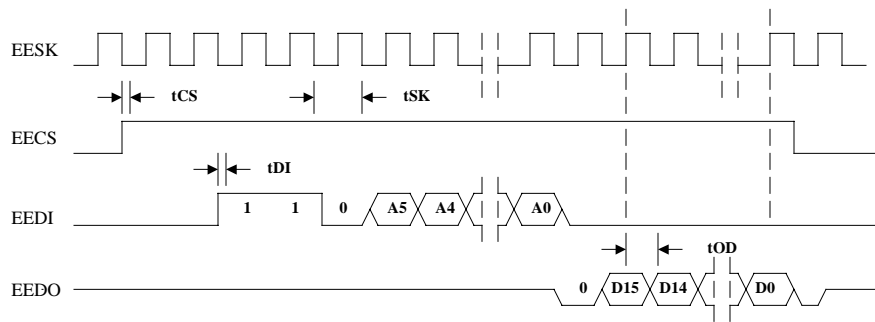 EESK
tCS
tSK
EECS
tDI
EEDI
1 1 0 A5 A4 A0
tOD
EEDO
0 D15 D14 D0